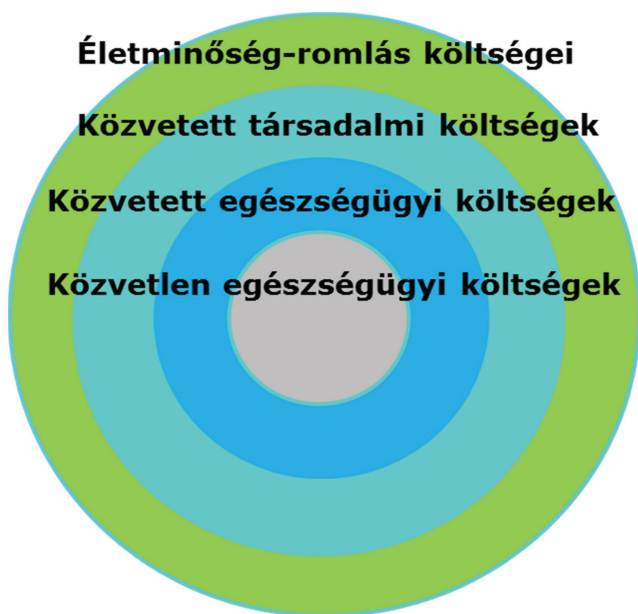 Életminőség-romlás költségei
Közvetett társadalmi költségek
Közvetett egészségügyi költségek
Közvetlen egészségügyi költségek